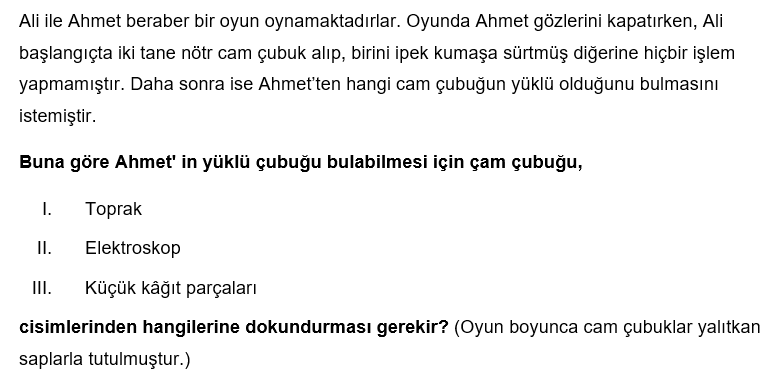 Ali ile Ahmet beraber bir oyun oynamaktadırlar. Oyunda Ahmet gözlerini kapatırken, Ali
başlangıçta iki tane nötr cam çubuk alıp, birini ipek kumaşa sürtmüş diğerine hiçbir işlem
yapmamıştır. Daha sonra ise Ahmet’ten hangi cam çubuğun yüklü olduğunu bulmasını
istemiştir.
Buna göre Ahmet' in yüklü çubuğu bulabilmesi için çam çubuğu,
I. Toprak
II. Elektroskop
III. Küçük kâğıt parçaları
cisimlerinden hangilerine dokundurması gerekir? (Oyun boyunca cam çubuklar yalıtkan
saplarla tutulmuştur.)